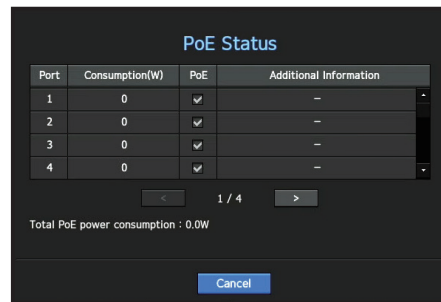 PoE Status
Port Consumption(W) PoE Additional Information
1 0 –
2 0 –
3 0 –
4 0 –
< 1 / 4 >
Total PoE power consumption : 0.0W
Cancel